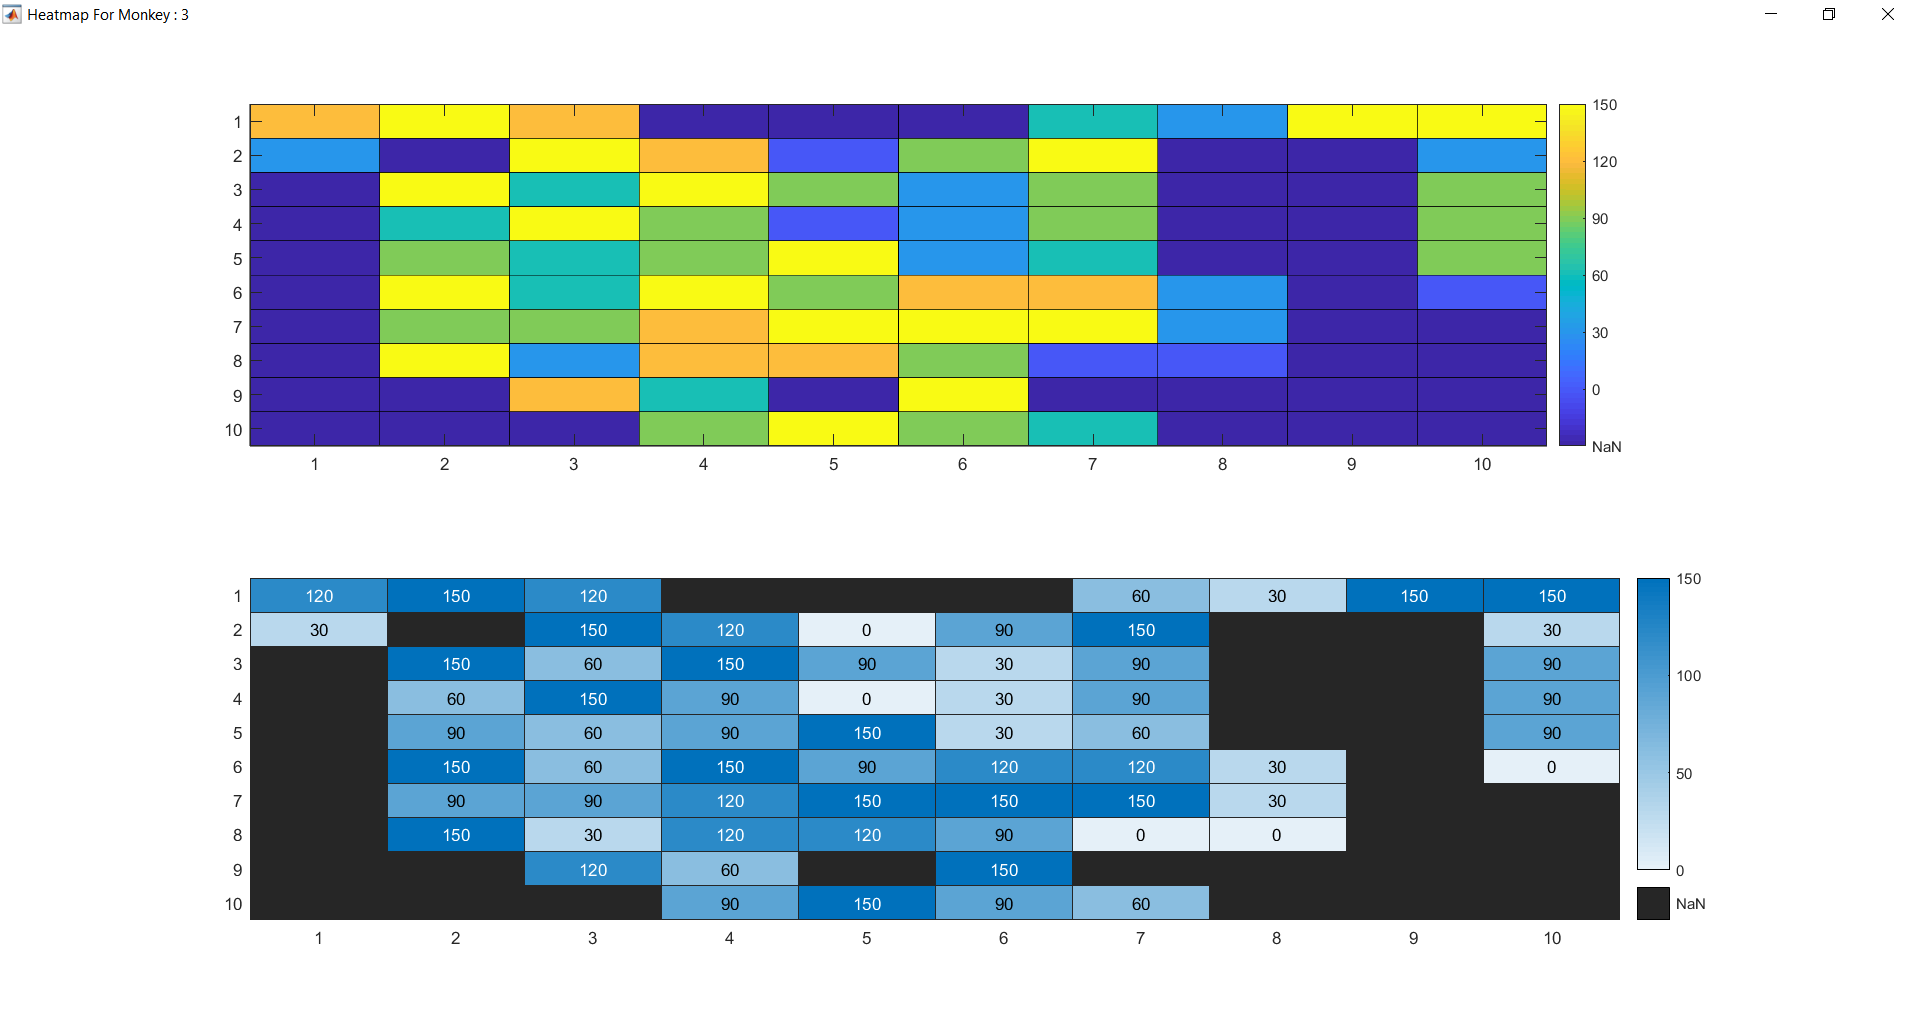 Heatmap For Monkey : 3
150
1
2
120
3
4
90
5
60
6
7
30
8
0
9
10
NaN
1 2 3 4 5 6 7 8 9 10
150
1 120 150 120 60 30 150 150
2 30 150 120 0 90 150 30
3 150 60 150 90 30 90 90
100
4 60 150 90 0 30 90 90
5 90 60 90 150 30 60 90
6 150 60 150 90 120 120 30 0
50
7 90 90 120 150 150 150 30
8 150 30 120 120 90 0 0
9 120 60 150
0
10 90 150 90 60 NaN
1 2 3 4 5 6 7 8 9 10